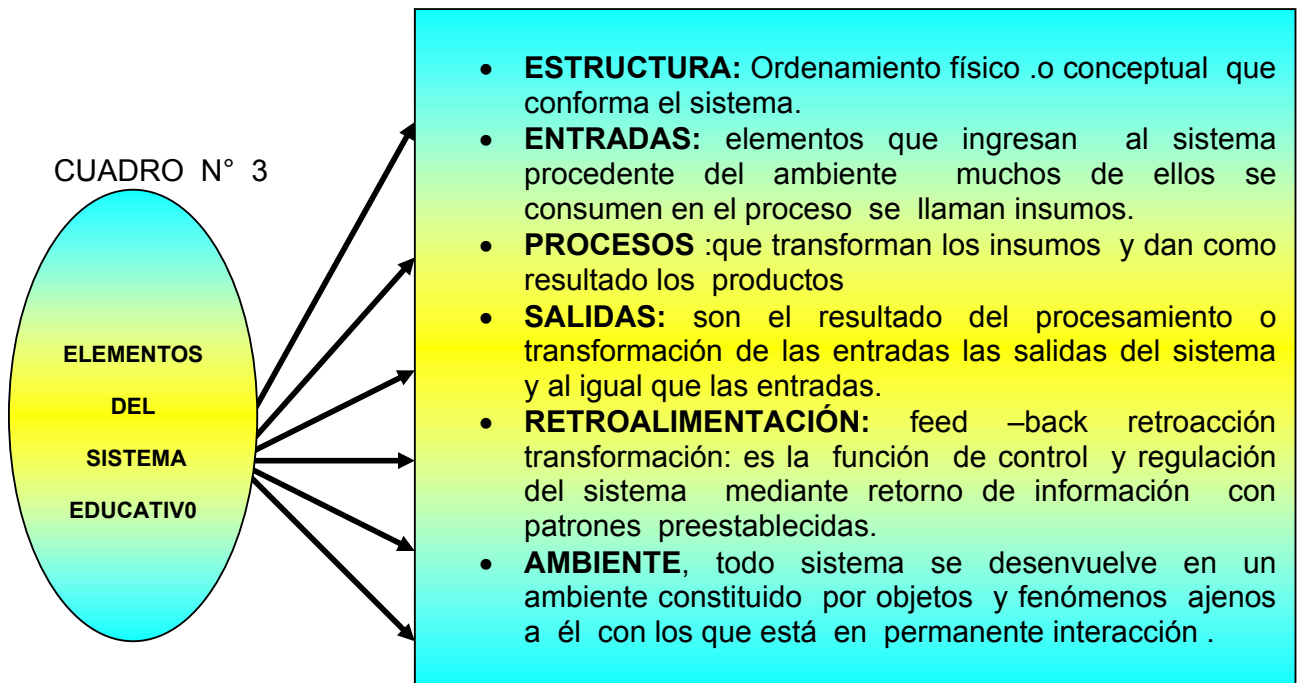 CUADRO N° 3
ELEMENTOS
DEL
SISTEMA
EDUCATIV0
• ESTRUCTURA: Ordenamiento físico .o conceptual que
conforma el sistema.
• ENTRADAS: elementos que ingresan al sistema
procedente del ambiente muchos de ellos se
consumen en el proceso se llaman insumos.
• PROCESOS :que transforman los insumos y dan como
resultado los productos
• SALIDAS: son el resultado del procesamiento o
transformación de las entradas las salidas del sistema
y al igual que las entradas.
• RETROALIMENTACIÓN: feed –back retroacción
transformación: es la función de control y regulación
del sistema mediante retorno de información con
patrones preestablecidas.
• AMBIENTE, todo sistema se desenvuelve en un
ambiente constituido por objetos y fenómenos ajenos
a él con los que está en permanente interacción .